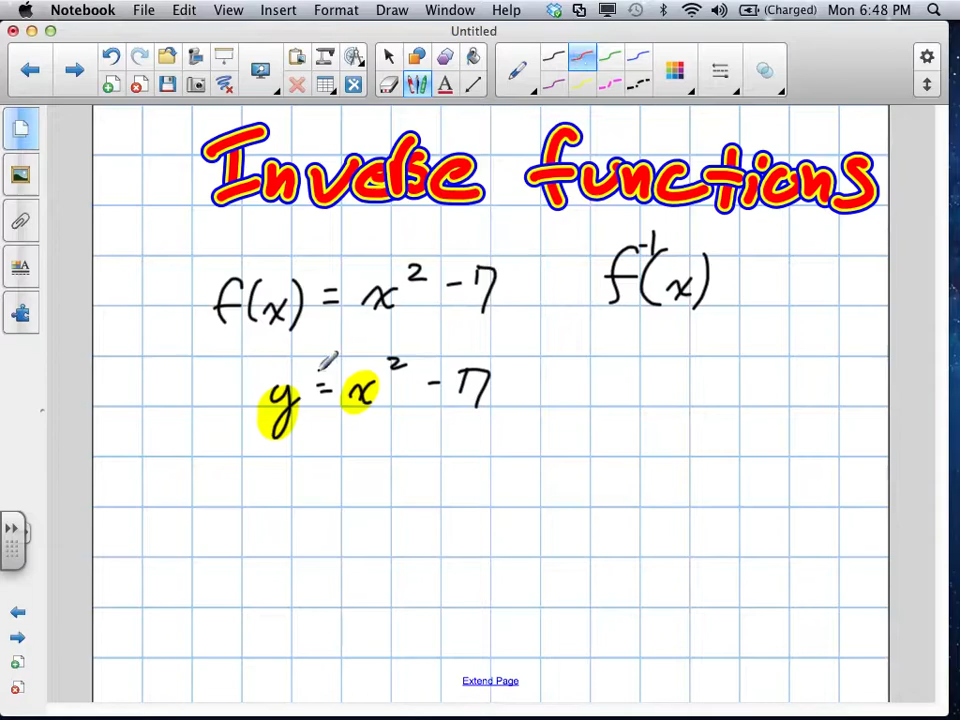 Notebook File Edit View Insert Format Draw Window Help (Charged) Mon 6:48 PM
Untitled
Inverse functions
f(x) = x² - 7 f⁻¹(x)
y = x² - 7
Extend Page